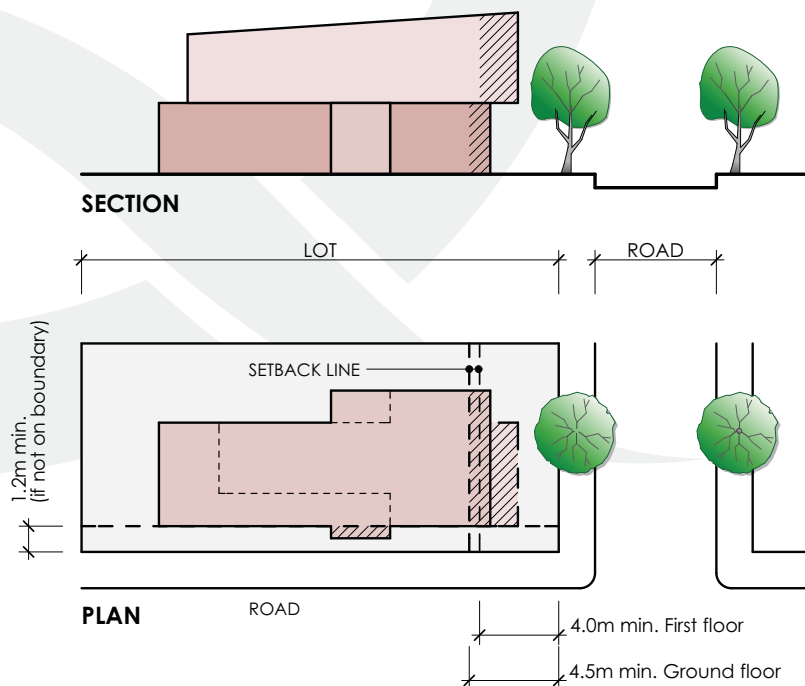 SECTION
LOT
ROAD
1.2m min.
(if not on boundary)
SETBACK LINE
PLAN
ROAD
4.0m min. First floor
4.5m min. Ground floor